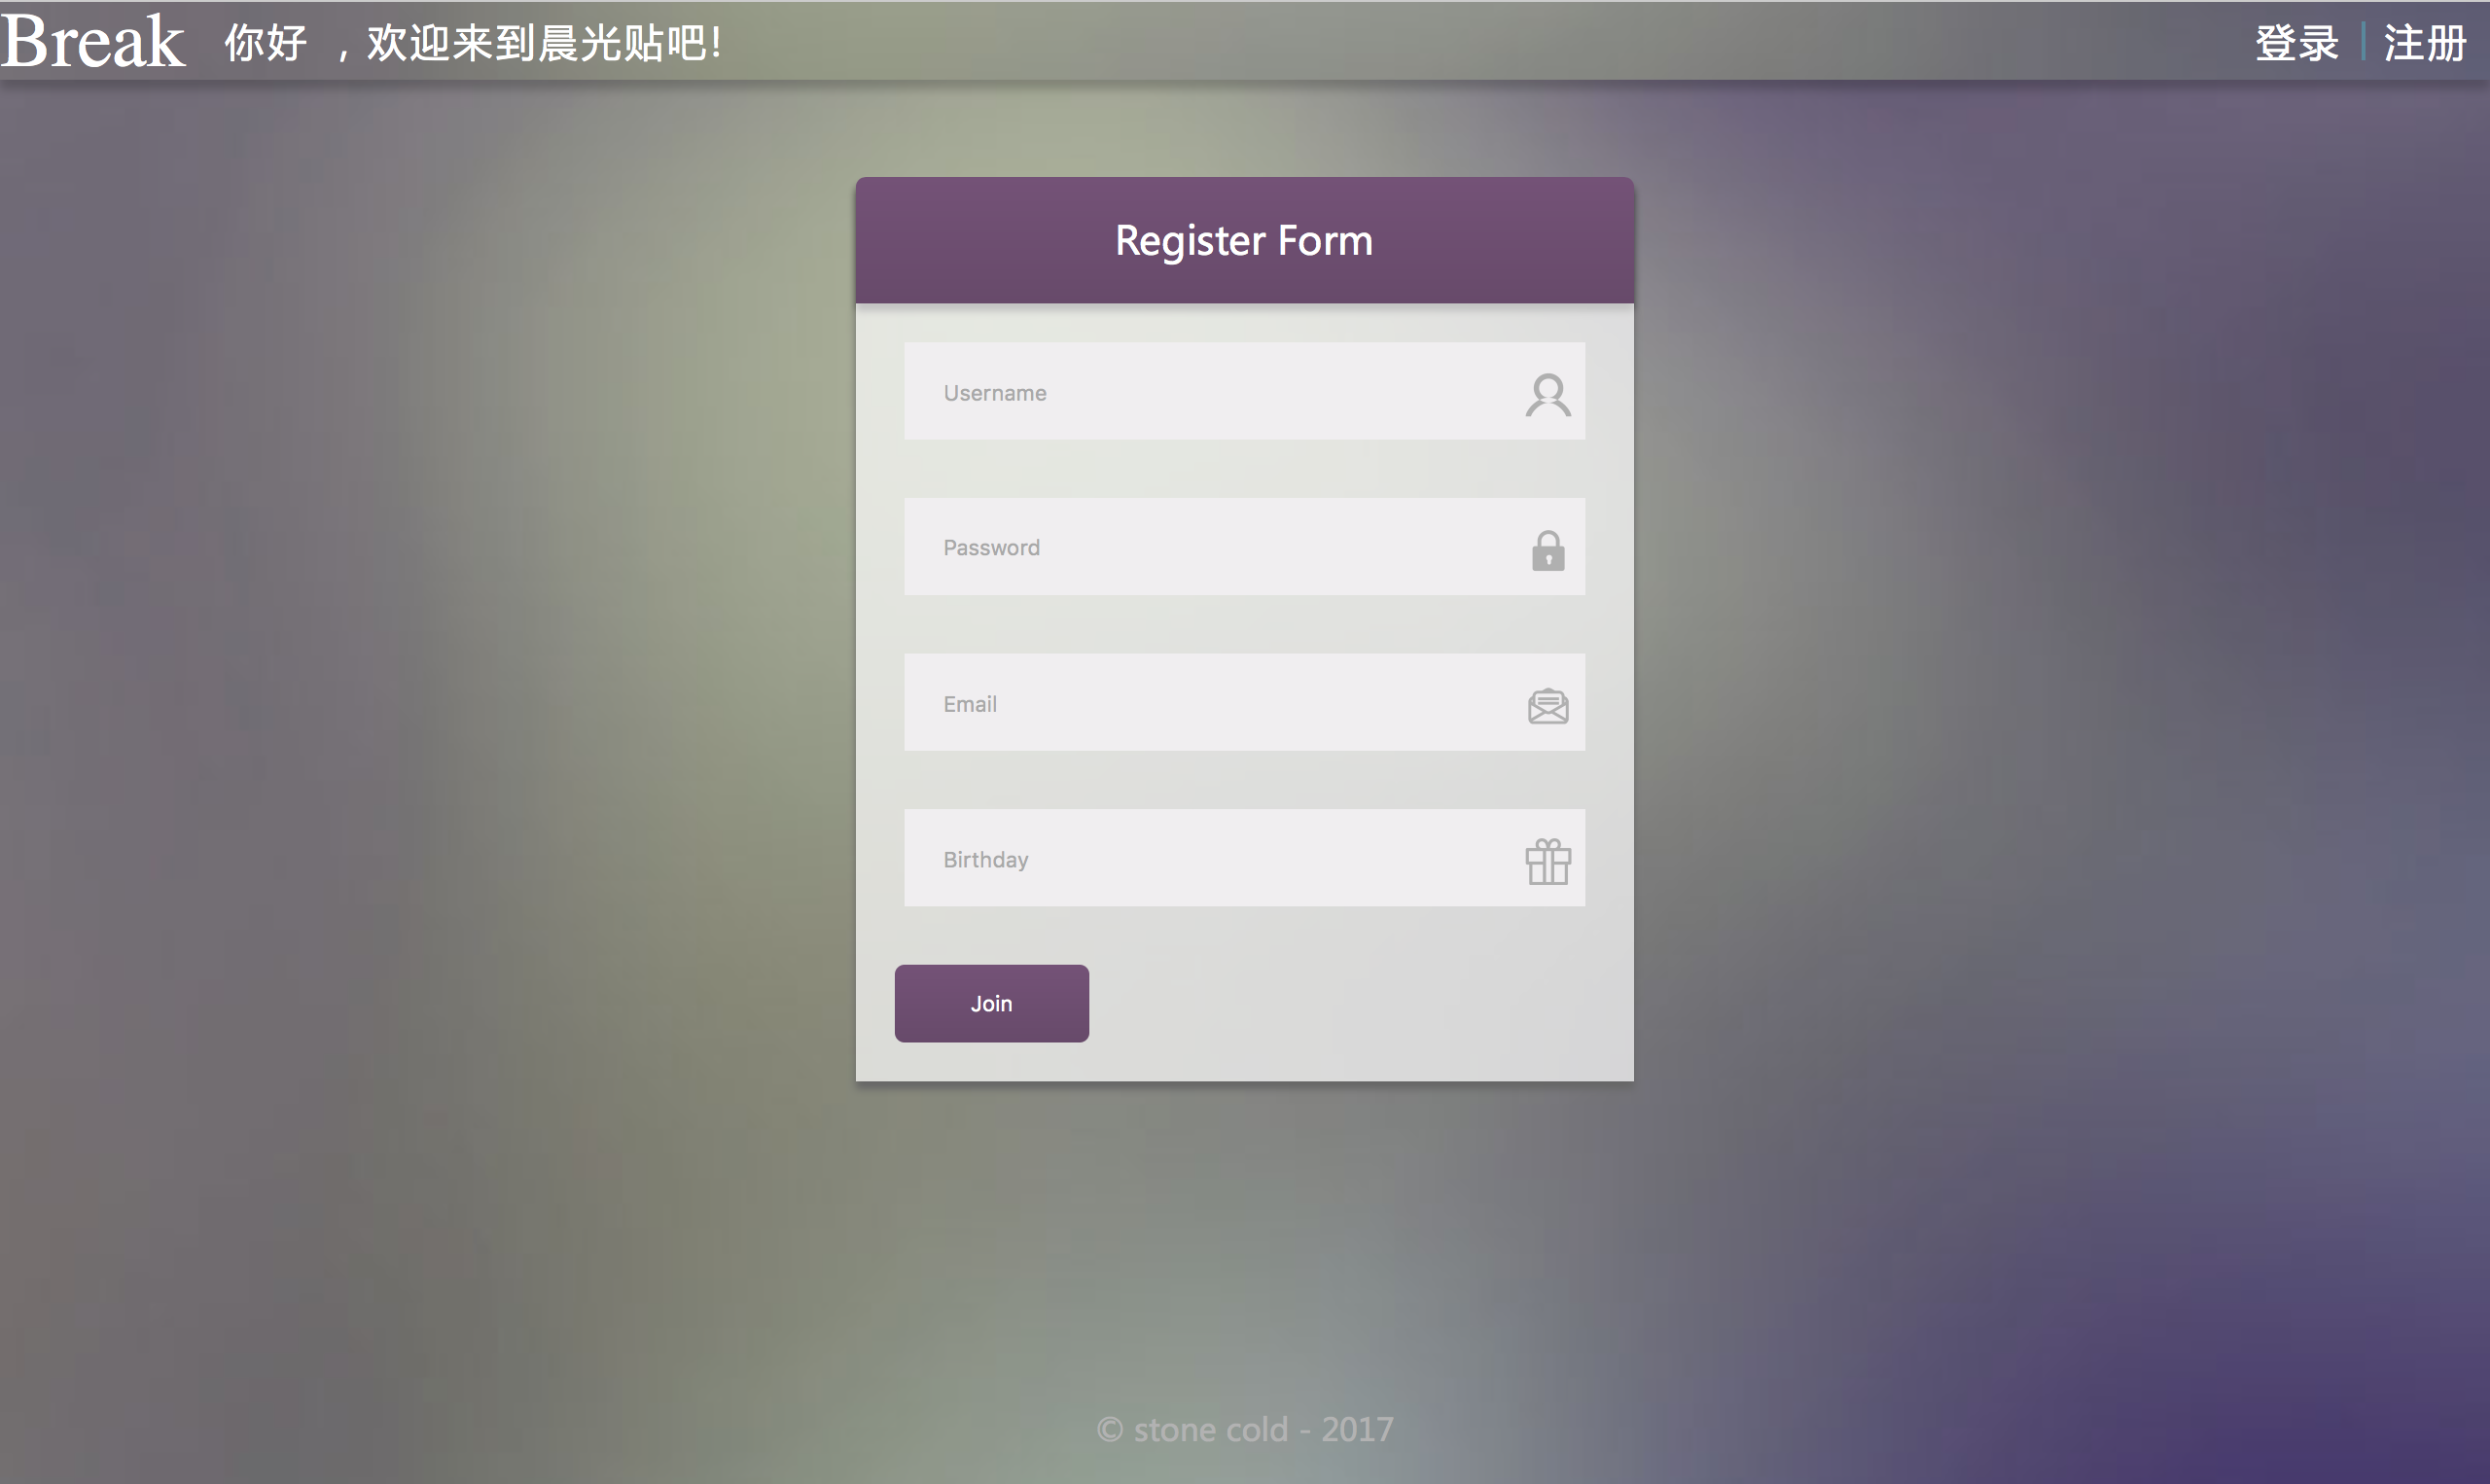 Break 你好 ，欢迎来到晨光贴吧! 登录 | 注册
Register Form
Username
Password
Email
Birthday
Join
© stone cold - 2017